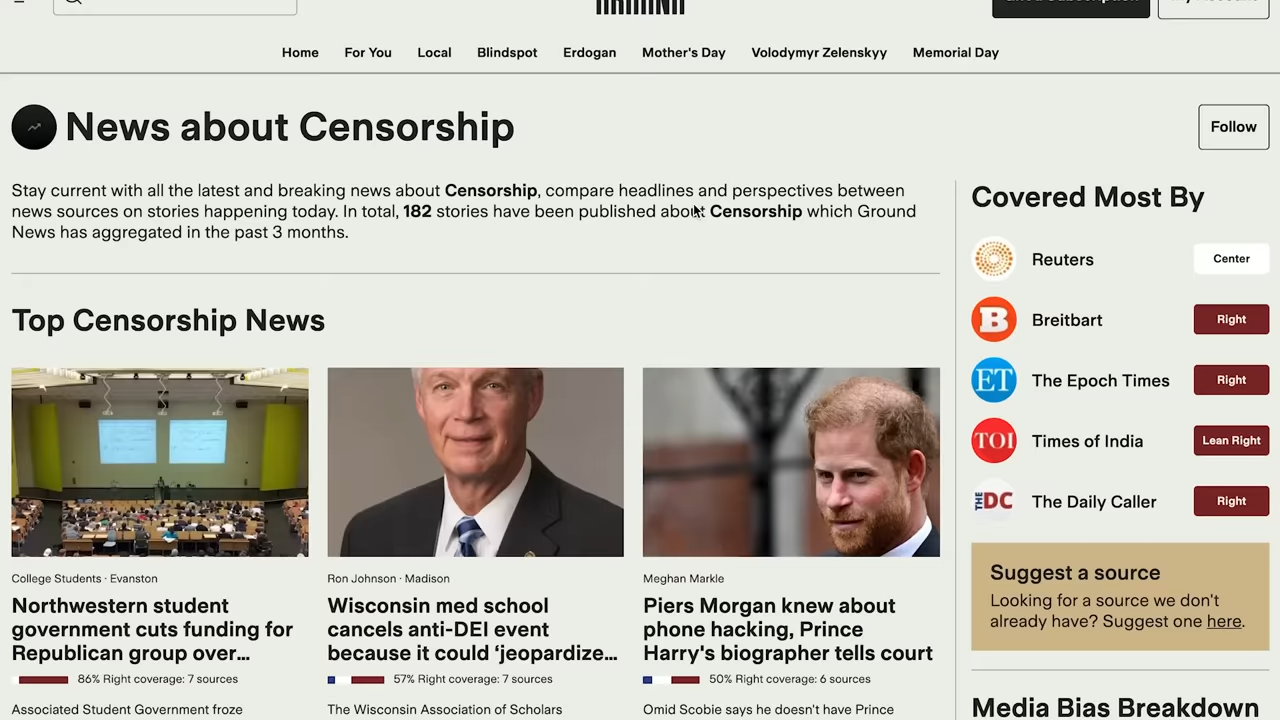 Home For You Local Blindspot Erdogan Mother's Day Volodymyr Zelenskyy Memorial Day
News about Censorship
Follow
Stay current with all the latest and breaking news about Censorship, compare headlines and perspectives between
news sources on stories happening today. In total, 182 stories have been published about Censorship which Ground
News has aggregated in the past 3 months.
Top Censorship News
College Students · Evanston
Northwestern student
government cuts funding for
Republican group over...
86% Right coverage: 7 sources
Associated Student Government froze
Ron Johnson · Madison
Wisconsin med school
cancels anti-DEI event
because it could ‘jeopardize...
57% Right coverage: 7 sources
The Wisconsin Association of Scholars
Meghan Markle
Piers Morgan knew about
phone hacking, Prince
Harry's biographer tells court
50% Right coverage: 6 sources
Omid Scobie says he doesn't have Prince
Covered Most By
Reuters Center
B Breitbart Right
ET The Epoch Times Right
TOI Times of India Lean Right
THE DC The Daily Caller Right
Suggest a source
Looking for a source we don't
already have? Suggest one here.
Media Bias Breakdown